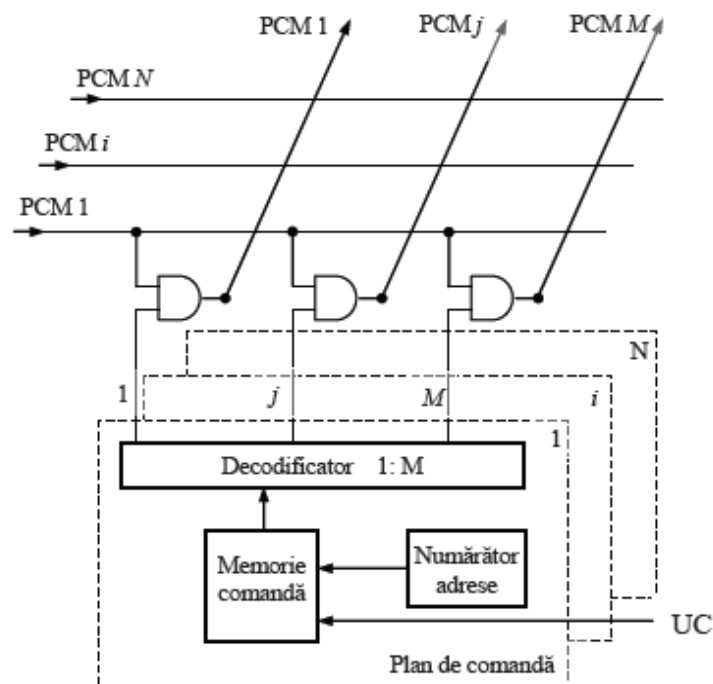 PCM 1
PCM j
PCM M
PCM N
PCM i
PCM 1
N
1
j
M
i
1
Decodificator 1: M
Memorie
comandă
Numărător
adrese
UC
Plan de comandă